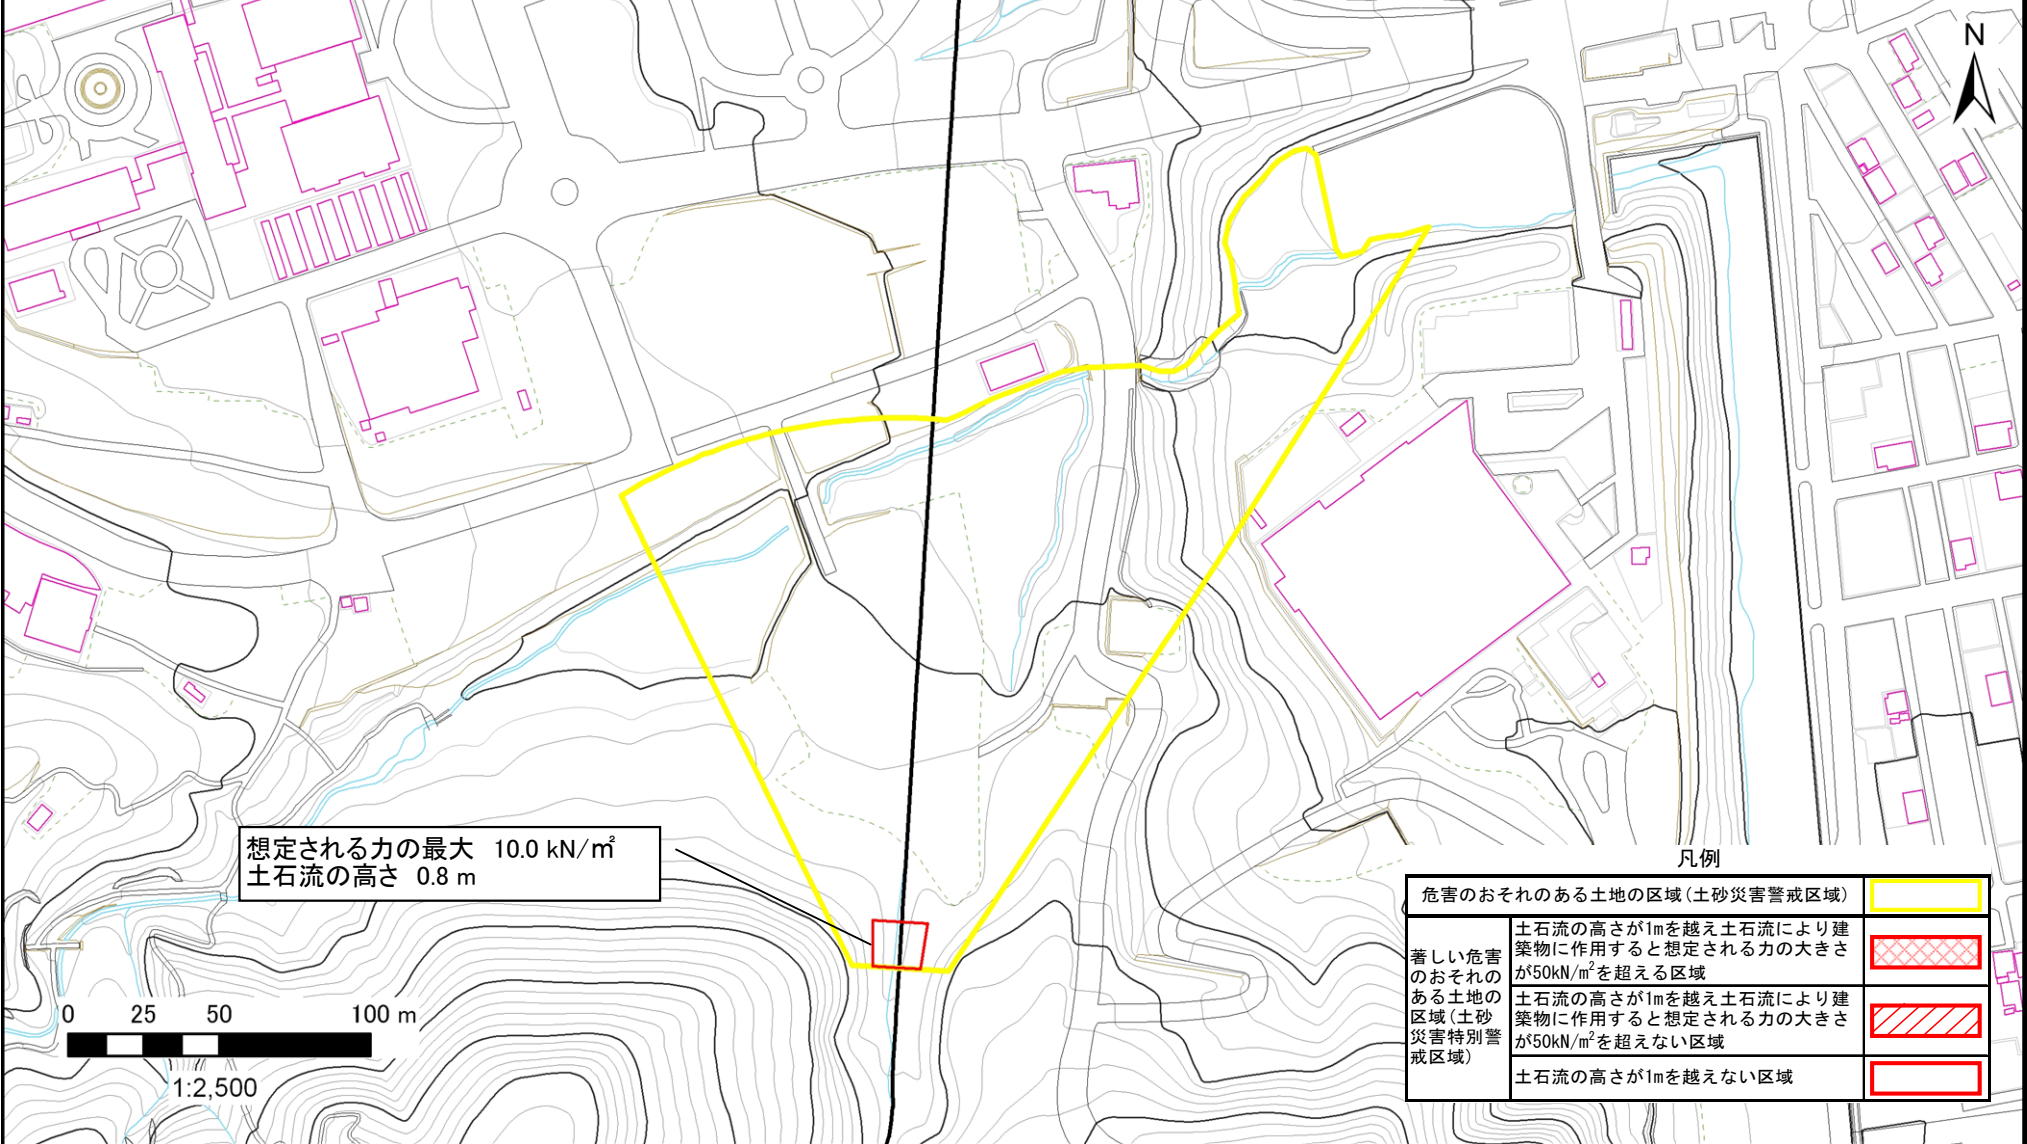 N
想定される力の最大 10.0 kN/㎡
土石流の高さ 0.8 m
0 25 50 100 m
1:2,500
凡例
危害のおそれのある土地の区域(土砂災害警戒区域)
著しい危害
のおそれの
ある土地の
区域(土砂
災害特別警
戒区域)
土石流の高さが1mを越え土石流により建
築物に作用すると想定される力の大きさ
が50kN/m²を超える区域
土石流の高さが1mを越え土石流により建
築物に作用すると想定される力の大きさ
が50kN/m²を超えない区域
土石流の高さが1mを越えない区域